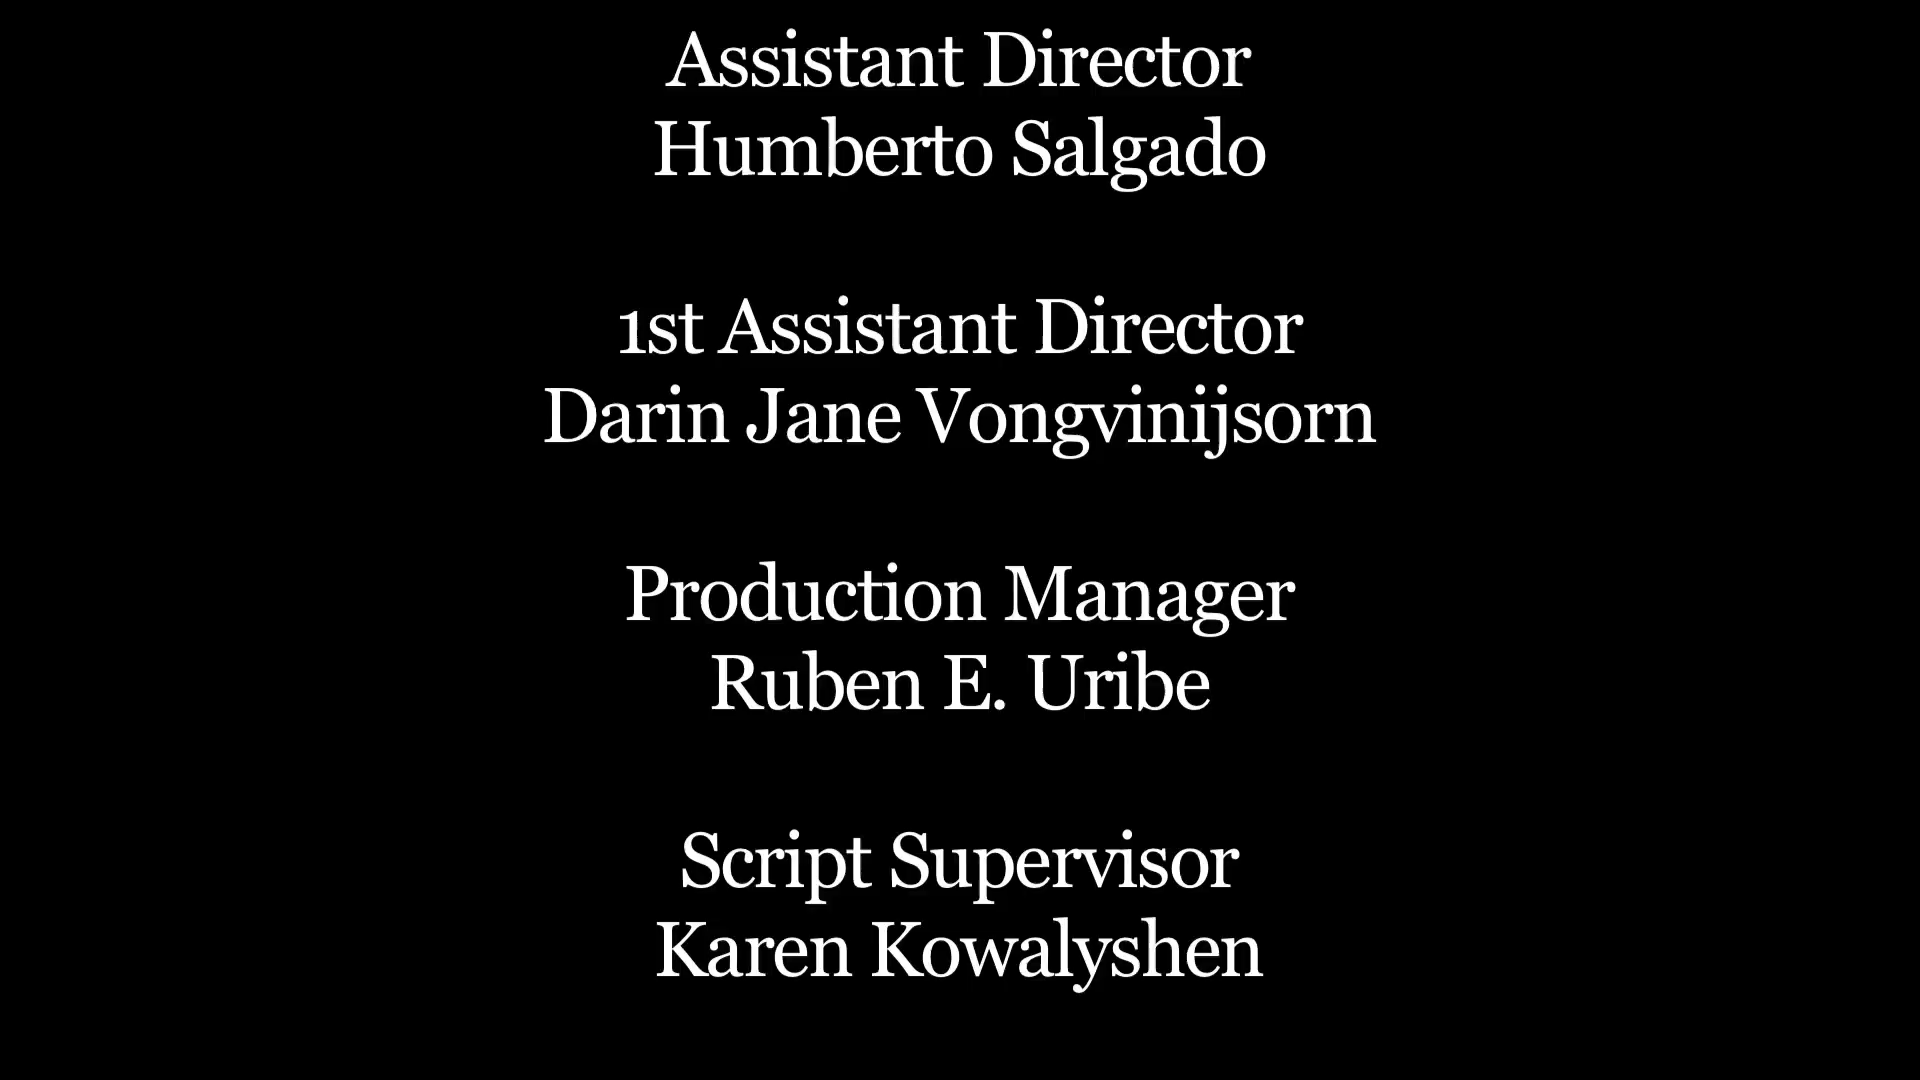 Assistant Director
Humberto Salgado
1st Assistant Director
Darin Jane Vongvinijsorn
Production Manager
Ruben E. Uribe
Script Supervisor
Karen Kowalyshen